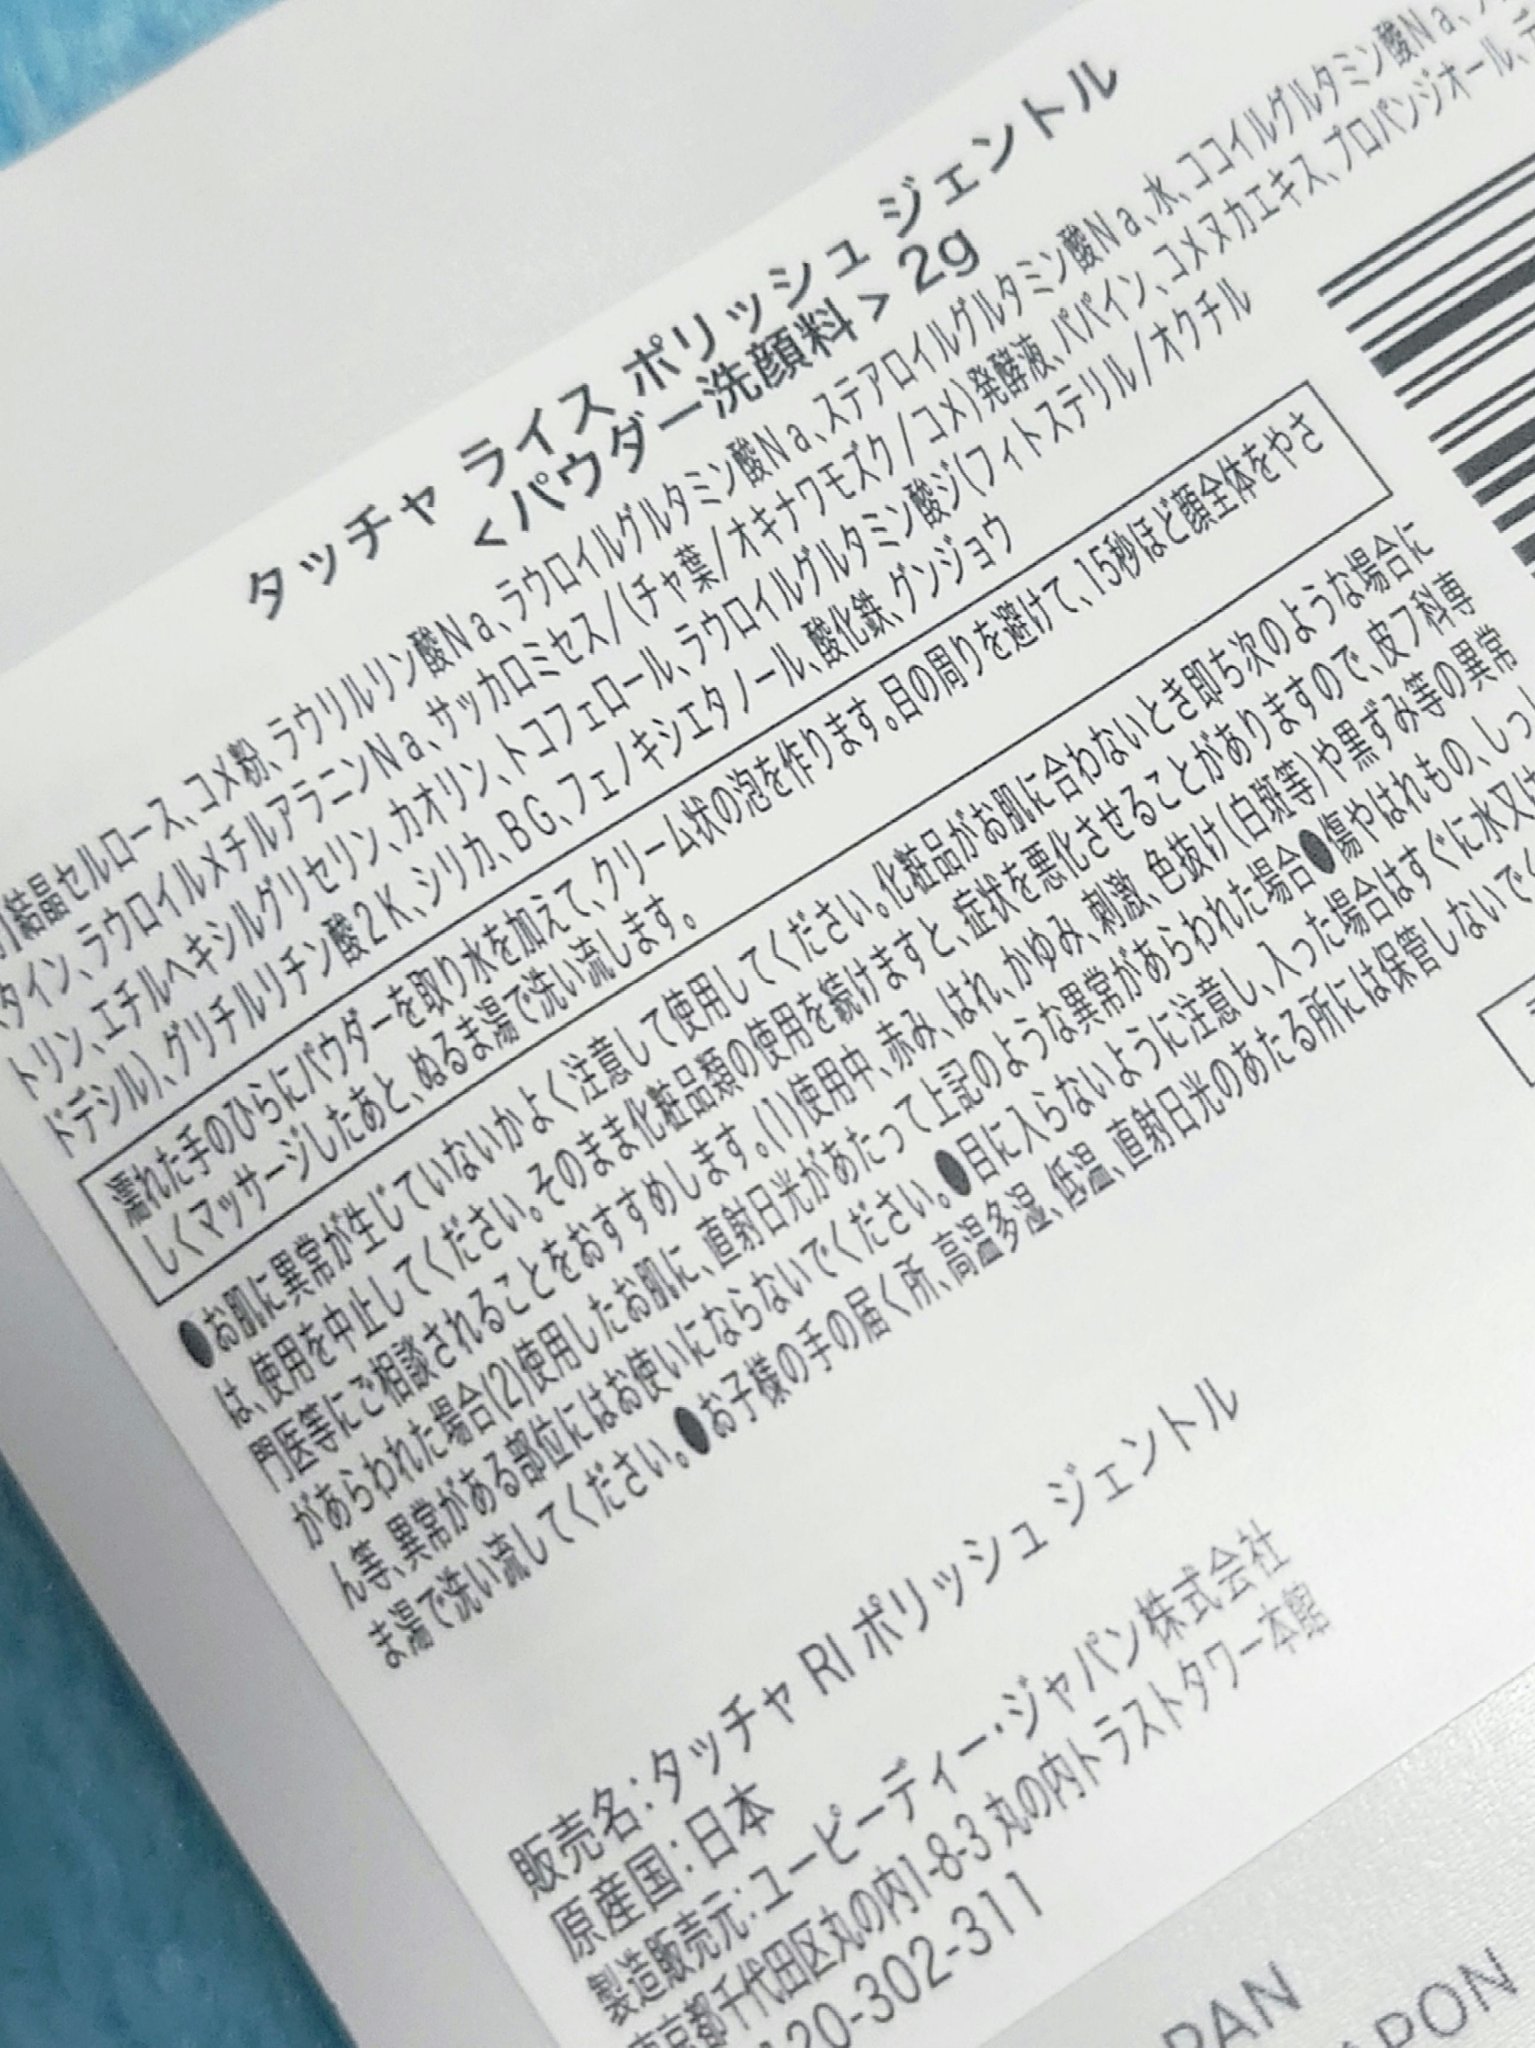 タッチャ ライス ポリッシュ ジェントル
<パウダー洗顔料> 2g
結晶セルロース、コメ粉、ラウリルリン酸Na、ラウロイルグルタミン酸Na、ステアロイルグルタミン酸Na、水、ココイルグルタミン酸Na、
タイン、ラウロイルメチルアラニンNa、サッカロミセス/(チャ葉/オキナワモズク/コメ)発酵液、パパイン、コメヌカエキス、プロパンジオール、
トリン、エチルヘキシルグリセリン、カオリン、トコフェロール、ラウロイルグルタミン酸ジ(フィトステリル/オクチル
ドデシル)、グリチルリチン酸2K、シリカ、BG、フェノキシエタノール、酸化鉄、グンジョウ
濡れた手のひらにパウダーを取り水を加えて、クリーム状の泡を作ります。目の周りを避けて、15秒ほど顔全体をやさ
しくマッサージしたあと、ぬるま湯で洗い流します。
●お肌に異常が生じていないかよく注意して使用してください。化粧品がお肌に合わないとき即ち次のような場合に
は、使用を中止してください。そのまま化粧品類の使用を続けますと、症状を悪化させることがありますので、皮フ科専
門医等にご相談されることをおすすめします。(1)使用中、赤み、はれ、かゆみ、刺激、色抜け(白斑等)や黒ずみ等の異常
があらわれた場合(2)使用したお肌に、直射日光があたって上記のような異常があらわれた場合●傷やはれもの、しっ
ん等、異常がある部位にはお使いにならないでください。●目に入らないように注意し、入った場合はすぐに水又は
ま湯で洗い流してください。●お子様の手の届く所、高温多湿、低温、直射日光のあたる所には保管しないで
販売名:タッチャ RI ポリッシュ ジェントル
原産国:日本
製造販売元:ユーピーディー・ジャパン株式会社
東京都千代田区丸の内1-8-3 丸の内トラストタワー本館
120-302-311
PAN
APON